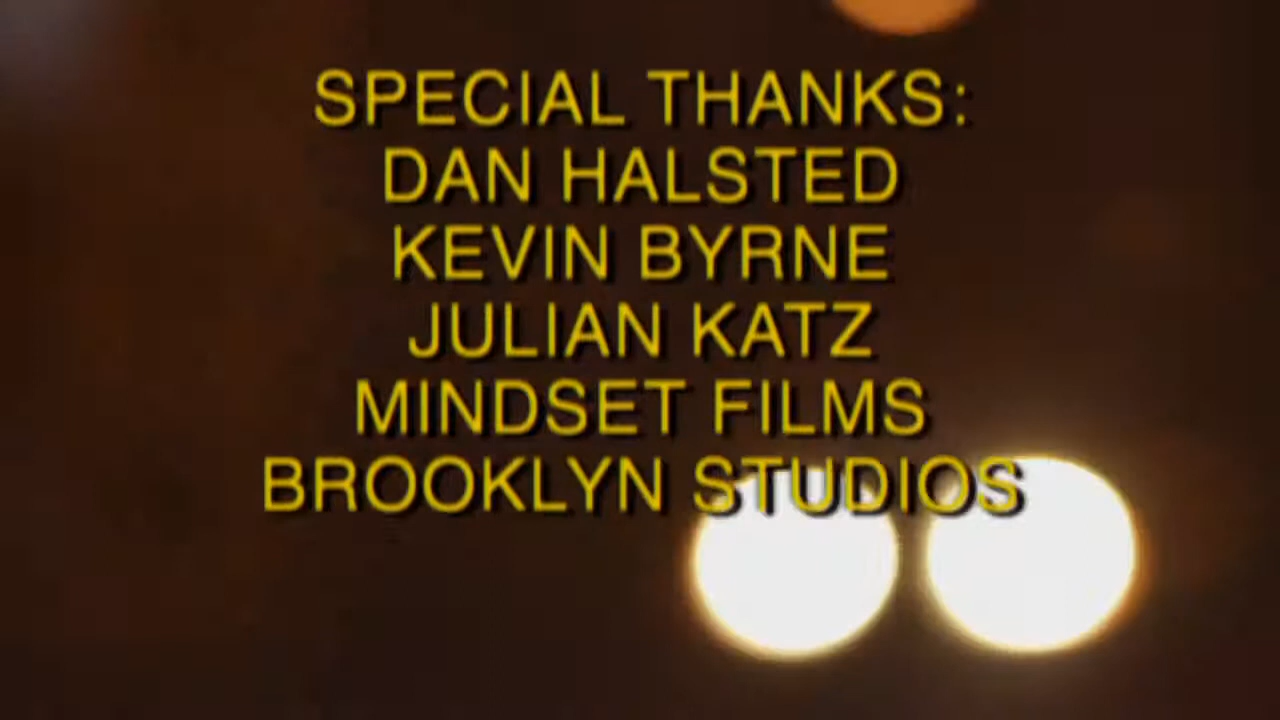 SPECIAL THANKS:
DAN HALSTED
KEVIN BYRNE
JULIAN KATZ
MINDSET FILMS
BROOKLYN STUDIOS